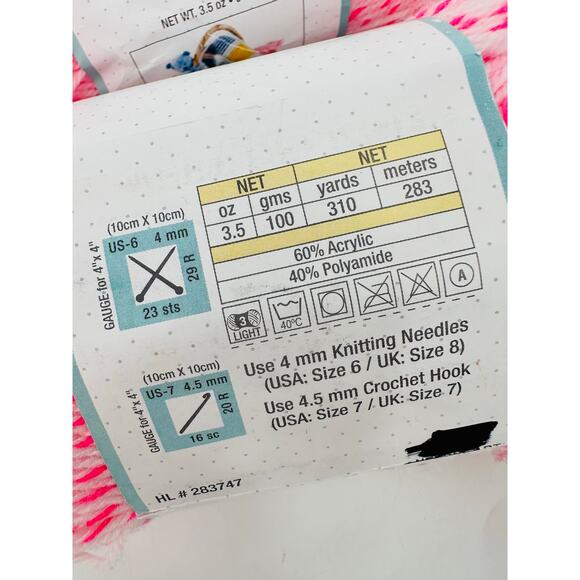 NET WT. 3.5 oz •
NET NET
oz gms yards meters
3.5 100 310 283
60% Acrylic
40% Polyamide
(10cm X 10cm)
GAUGE for 4"x 4"
US-6 4 mm
29 R
23 sts
3
LIGHT
40°C
A
Use 4 mm Knitting Needles
(USA: Size 6 / UK: Size 8)
Use 4.5 mm Crochet Hook
(USA: Size 7 / UK: Size 7)
(10cm X 10cm)
GAUGE for 4"x 4"
US-7 4.5 mm
20 R
16 sc
HL # 283747